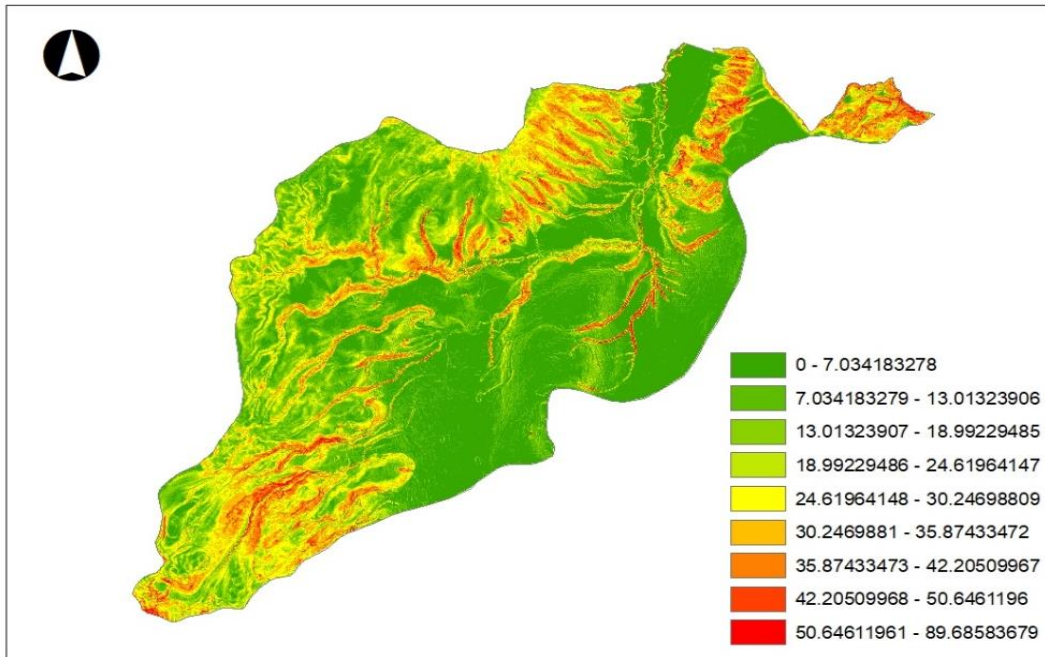 0 - 7.034183278
7.034183279 - 13.01323906
13.01323907 - 18.99229485
18.99229486 - 24.61964147
24.61964148 - 30.24698809
30.2469881 - 35.87433472
35.87433473 - 42.20509967
42.20509968 - 50.6461196
50.64611961 - 89.68583679